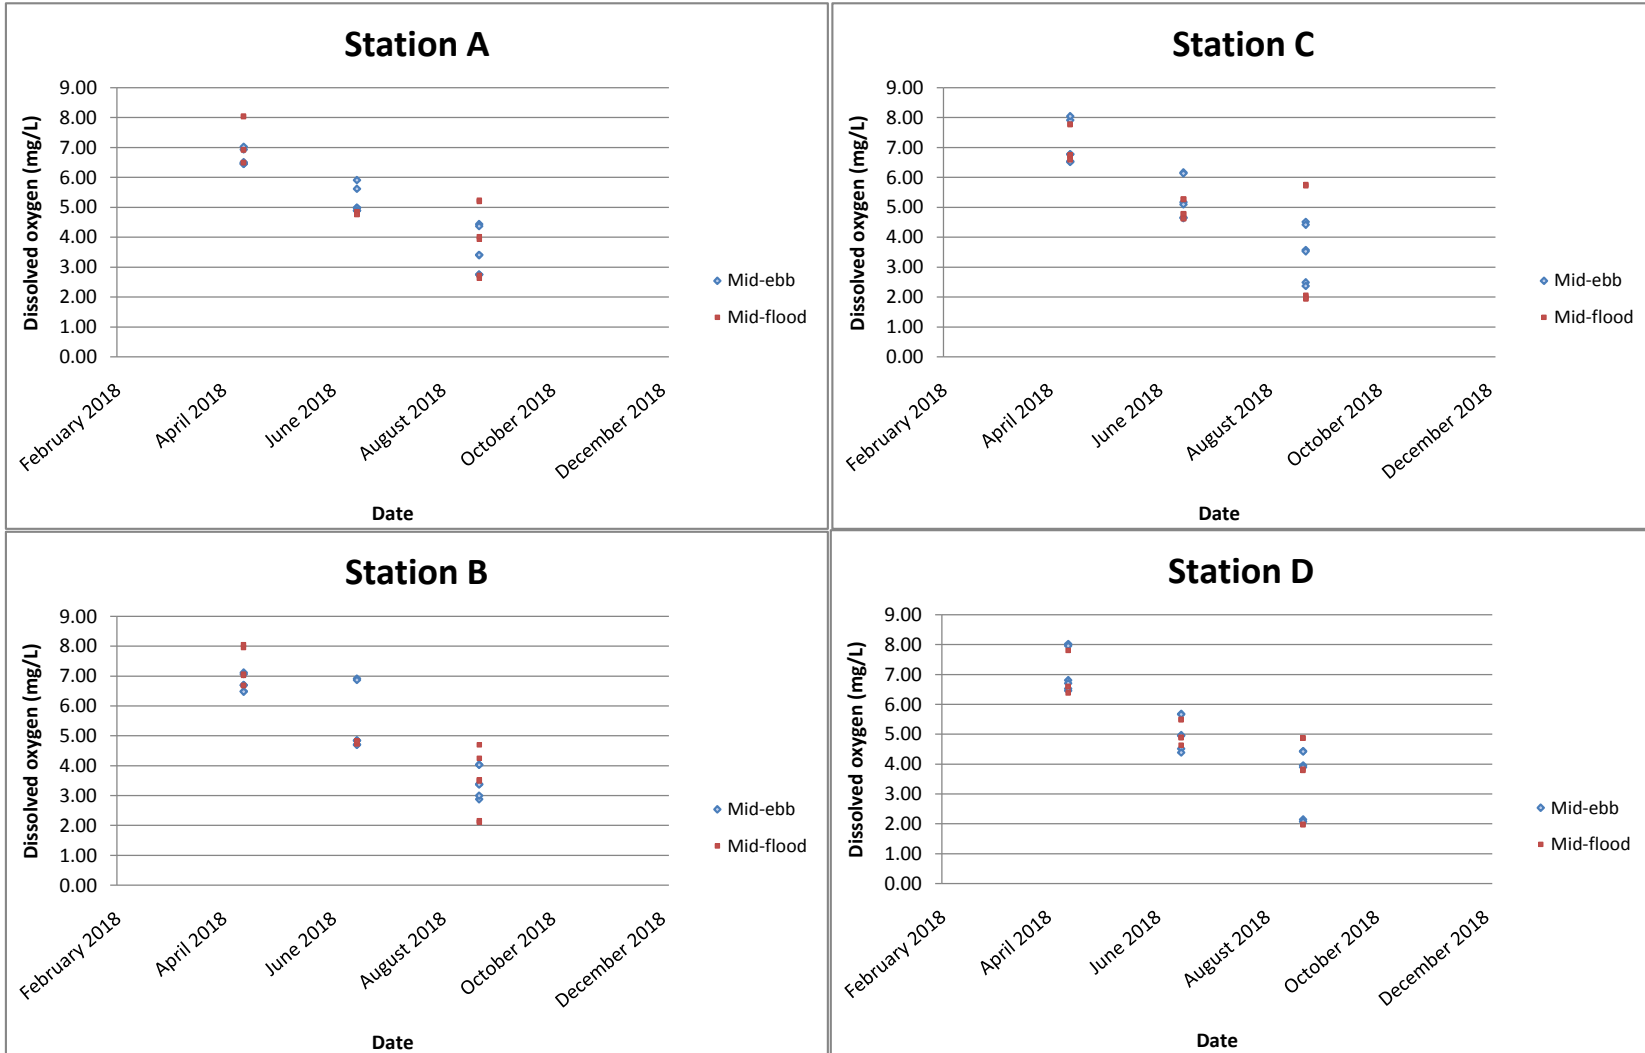 Station A
Dissolved oxygen (mg/L)
9.00
8.00
7.00
6.00
5.00
4.00
3.00
2.00
1.00
0.00
February 2018
April 2018
June 2018
August 2018
October 2018
December 2018
Date
Mid-ebb
Mid-flood
Station C
Dissolved oxygen (mg/L)
9.00
8.00
7.00
6.00
5.00
4.00
3.00
2.00
1.00
0.00
February 2018
April 2018
June 2018
August 2018
October 2018
December 2018
Date
Mid-ebb
Mid-flood
Station B
Dissolved oxygen (mg/L)
9.00
8.00
7.00
6.00
5.00
4.00
3.00
2.00
1.00
0.00
February 2018
April 2018
June 2018
August 2018
October 2018
December 2018
Date
Mid-ebb
Mid-flood
Station D
Dissolved oxygen (mg/L)
9.00
8.00
7.00
6.00
5.00
4.00
3.00
2.00
1.00
0.00
February 2018
April 2018
June 2018
August 2018
October 2018
December 2018
Date
Mid-ebb
Mid-flood